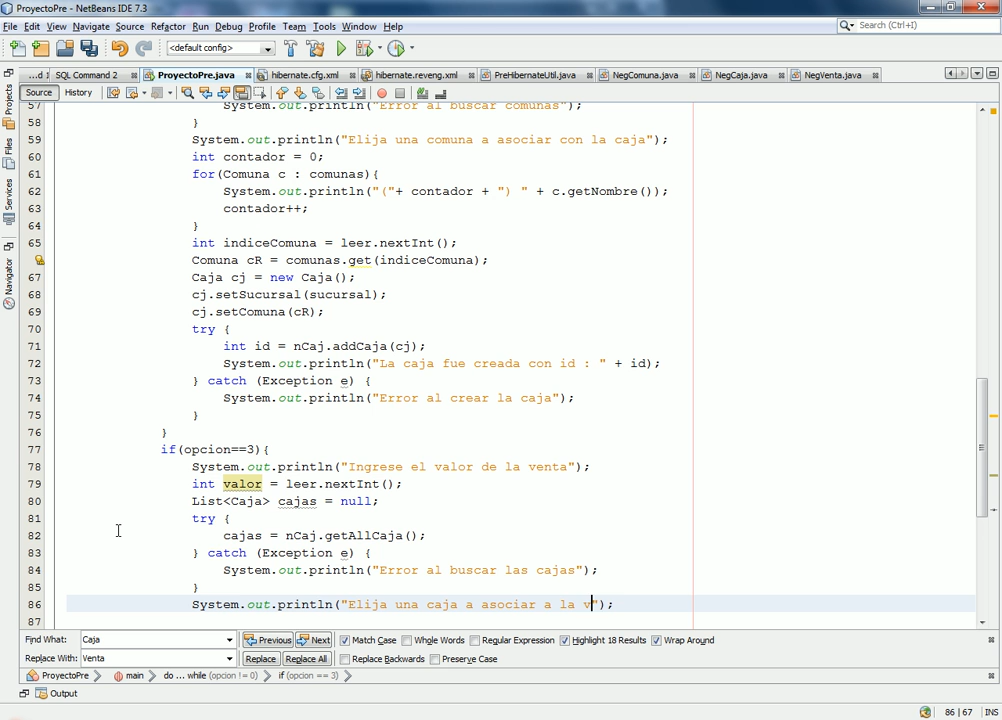 ProyectoPre - NetBeans IDE 7.3
File Edit View Navigate Source Refactor Run Debug Profile Team Tools Window Help
<default config>
Search (Ctrl+I)
...d 1 SQL Command 2 ProyectoPre.java hibernate.cfg.xml hibernate.reveng.xml PreHibernateUtil.java NegComuna.java NegCaja.java NegVenta.java
Source History
Projects
Files
Services
Navigator
57 System.out.println("Error al buscar comunas");
58 }
59 System.out.println("Elija una comuna a asociar con la caja");
60 int contador = 0;
61 for(Comuna c : comunas){
62 System.out.println("("+ contador + ") " + c.getNombre());
63 contador++;
64 }
65 int indiceComuna = leer.nextInt();
Comuna cR = comunas.get(indiceComuna);
67 Caja cj = new Caja();
68 cj.setSucursal(sucursal);
69 cj.setComuna(cR);
70 try {
71 int id = nCaj.addCaja(cj);
72 System.out.println("La caja fue creada con id : " + id);
73 } catch (Exception e) {
74 System.out.println("Error al crear la caja");
75 }
76 }
77 if(opcion==3){
78 System.out.println("Ingrese el valor de la venta");
79 int valor = leer.nextInt();
80 List<Caja> cajas = null;
81 try {
82 cajas = nCaj.getAllCaja();
83 } catch (Exception e) {
84 System.out.println("Error al buscar las cajas");
85 }
86 System.out.println("Elija una caja a asociar a la v");
87
Find What: Caja Previous Next Match Case Whole Words Regular Expression Highlight 18 Results Wrap Around
Replace With: Venta Replace Replace All Replace Backwards Preserve Case
ProyectoPre main do ... while (opcion != 0) if (opcion == 3)
Output
86 | 67 INS